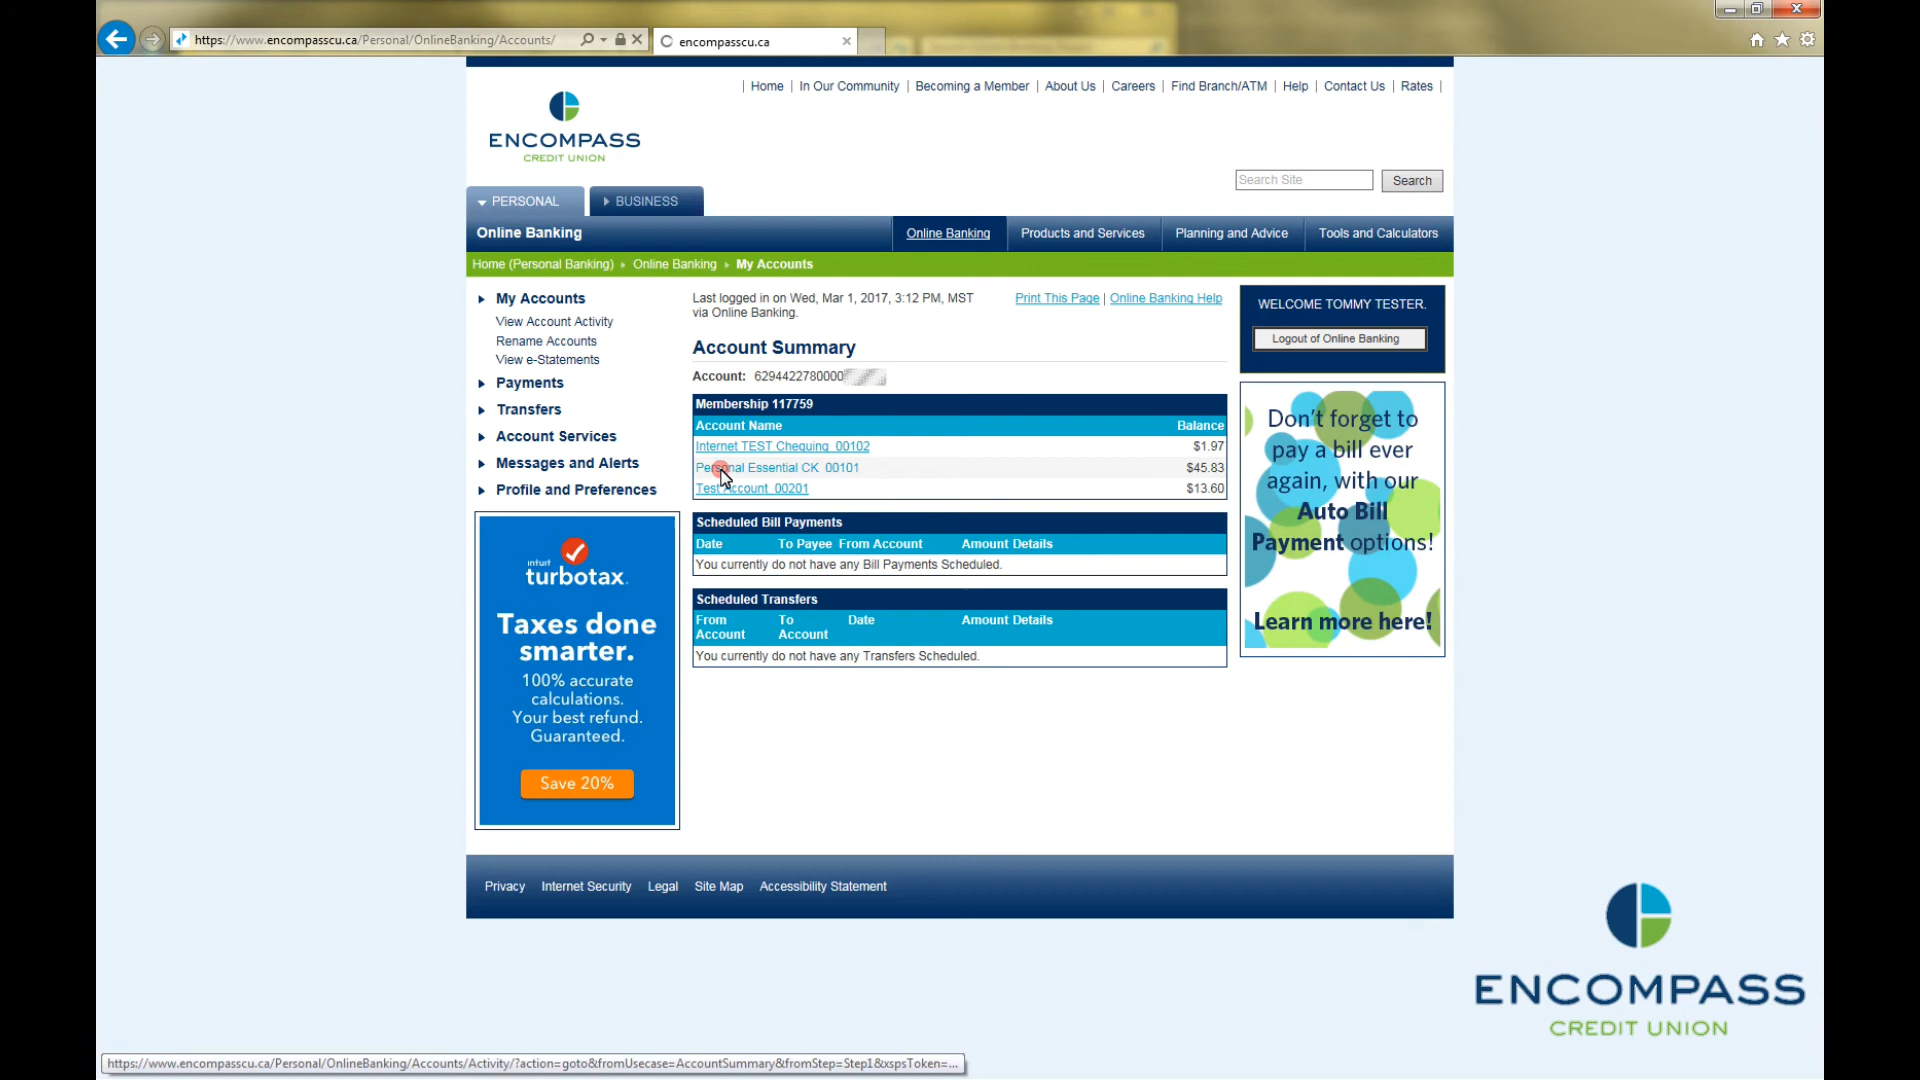 https://www.encompasscu.ca/Personal/OnlineBanking/Accounts/
encompasscu.ca
Home | In Our Community | Becoming a Member | About Us | Careers | Find Branch/ATM | Help | Contact Us | Rates |
ENCOMPASS
CREDIT UNION
Search Site
Search
PERSONAL
BUSINESS
Online Banking
Online Banking
Products and Services
Planning and Advice
Tools and Calculators
Home (Personal Banking) Online Banking My Accounts
My Accounts
View Account Activity
Rename Accounts
View e-Statements
Payments
Transfers
Account Services
Messages and Alerts
Profile and Preferences
intuit
turbotax.
Taxes done
smarter.
100% accurate
calculations.
Your best refund.
Guaranteed.
Save 20%
Last logged in on Wed, Mar 1, 2017, 3:12 PM, MST
via Online Banking.
Print This Page | Online Banking Help
Account Summary
Account: 6294422780000
Membership 117759
Account Name Balance
Internet TEST Chequing 00102 $1.97
Personal Essential CK 00101 $45.83
Test Account 00201 $13.60
Scheduled Bill Payments
Date To Payee From Account Amount Details
You currently do not have any Bill Payments Scheduled.
Scheduled Transfers
From Account To Account Date Amount Details
You currently do not have any Transfers Scheduled.
WELCOME TOMMY TESTER.
Logout of Online Banking
Don't forget to
pay a bill ever
again, with our
Auto Bill
Payment options!
Learn more here!
Privacy Internet Security Legal Site Map Accessibility Statement
ENCOMPASS
CREDIT UNION
https://www.encompasscu.ca/Personal/OnlineBanking/Accounts/Activity/?action=goto&fromUsecase=AccountSummary&fromStep=Step1&xspsToken=...